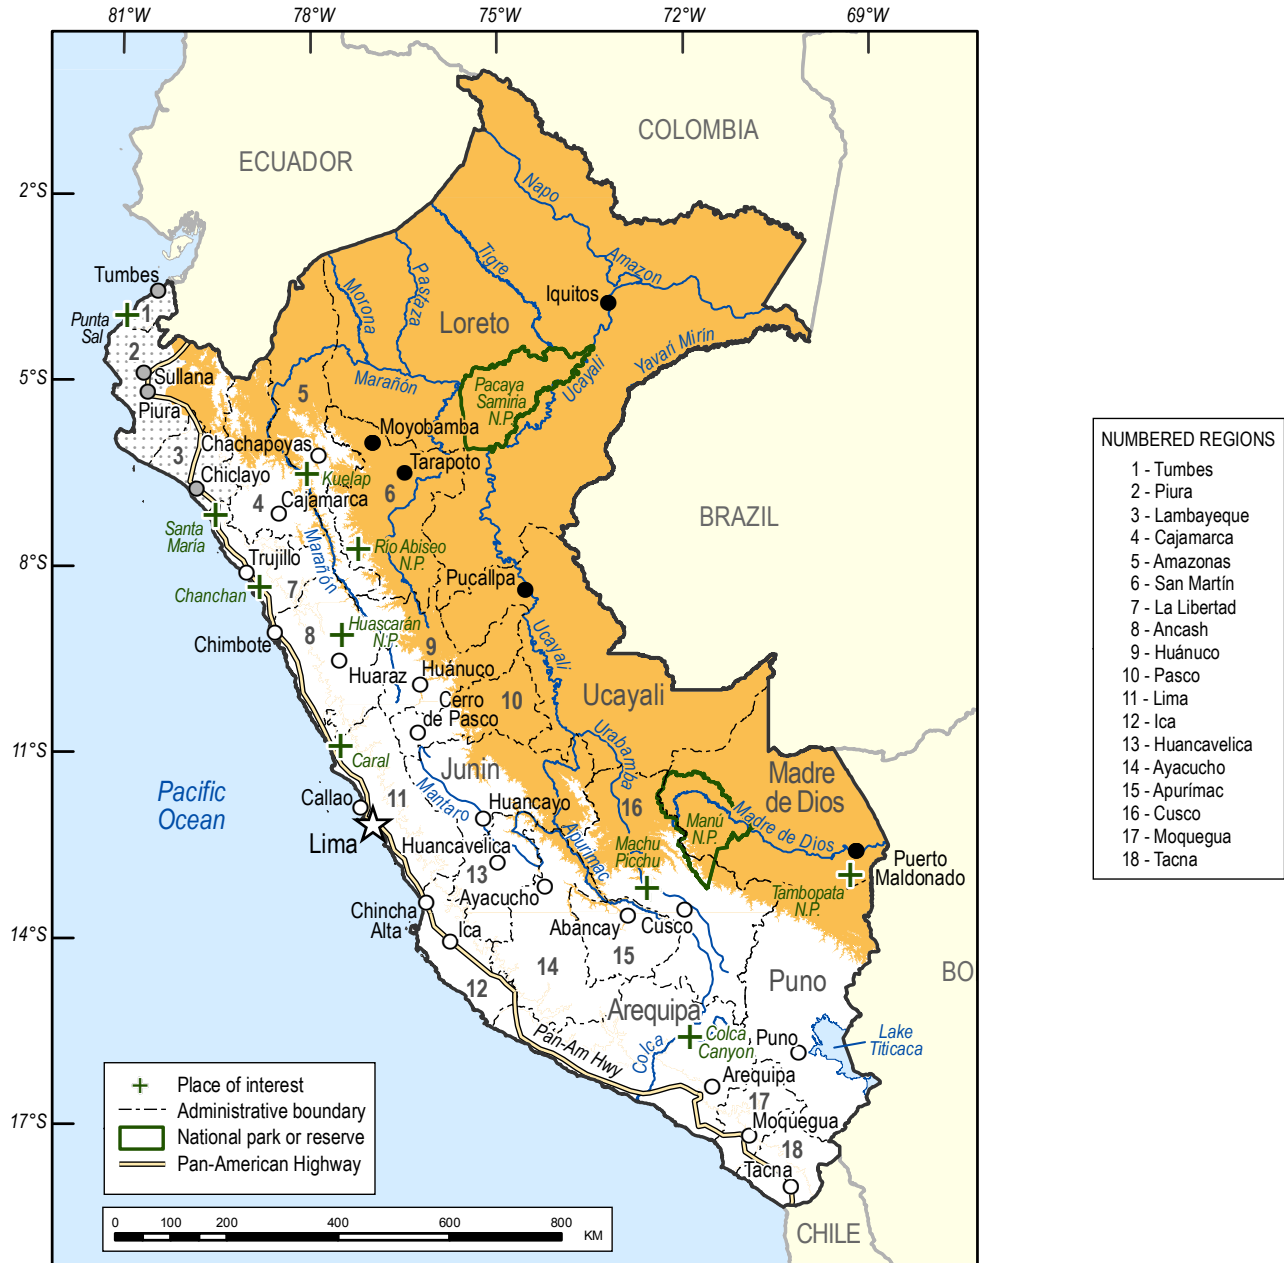 81°W 78°W 75°W 72°W 69°W
COLOMBIA
ECUADOR
2°S
Napo
Tigre
Amazon
Tumbes
Pastaza
Morona
Iquitos
Punta
Sal
1
Loreto
2
Yavarí Mirin
5°S
Sullana
Marañón
Pacaya
Samiria
N.P.
Ucayali
5
Piura
Moyobamba
Chachapoyas
3
Tarapoto
Chiclayo
Kuelap
6
4
Cajamarca
BRAZIL
Santa
María
Marañón
Río Abiseo
N.P.
Trujillo
8°S
Pucallpa
Chanchan
7
Huascarán
N.P.
8
Chimbote
9
Ucayali
Huaraz
Huánuco
Cerro
de Pasco
10
Ucayali
11°S
Urabamba
Caral
Junin
Madre
de Dios
Pacific
Ocean
Callao
11
Mantaro
Huancayo
16
Manú
N.P.
Madre de Dios
Lima
Apurimac
Huancavelica
Machu
Picchu
Puerto
Maldonado
13
Ayacucho
Tambopata
N.P.
Chincha
Alta
Abancay
Cusco
14°S
Ica
15
14
BO
Puno
12
Arequipa
Pan-Am Hwy
Colca
Colca
Canyon
Puno
Lake
Titicaca
Arequipa
17
17°S
Moquegua
18
Tacna
CHILE
Place of interest
Administrative boundary
National park or reserve
Pan-American Highway
0 100 200 400 600 800
KM
NUMBERED REGIONS
1 - Tumbes
2 - Piura
3 - Lambayeque
4 - Cajamarca
5 - Amazonas
6 - San Martín
7 - La Libertad
8 - Ancash
9 - Huánuco
10 - Pasco
11 - Lima
12 - Ica
13 - Huancavelica
14 - Ayacucho
15 - Apurímac
16 - Cusco
17 - Moquegua
18 - Tacna